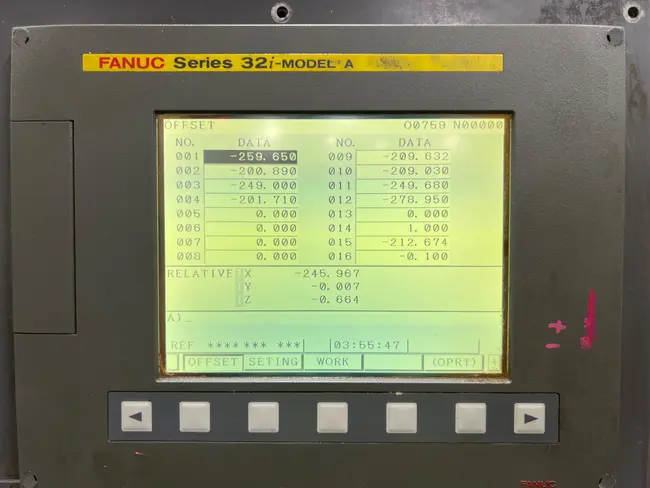 FANUC Series 32i-MODEL A
OFFSET O0759 N00000
NO. DATA NO. DATA
001 -259.650 009 -209.632
002 -200.890 010 -209.030
003 -249.000 011 -249.680
004 -201.710 012 -278.950
005 0.000 013 0.000
006 0.000 014 1.000
007 0.000 015 -212.674
008 0.000 016 -0.100
RELATIVE X -245.967
Y -0.007
Z -0.664
A)_
REF **** *** *** 03:55:47
OFFSET SETING WORK (OPRT)
- +
FANUC